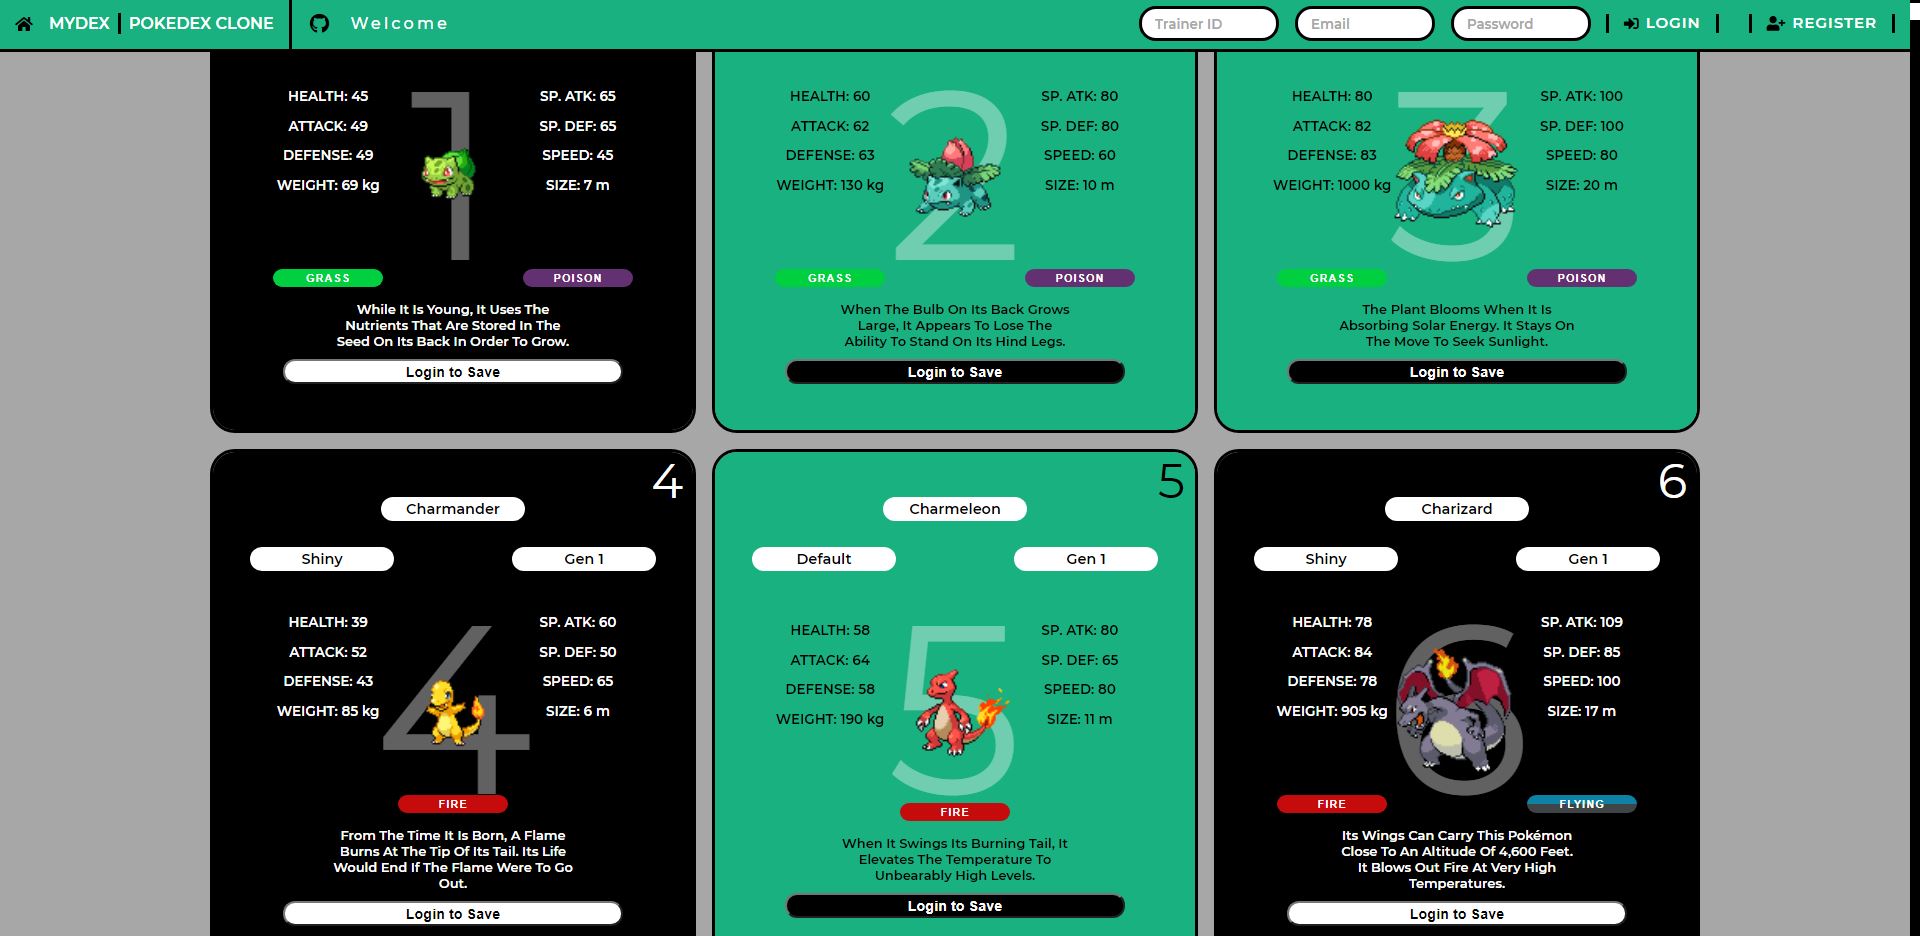 MYDEX | POKEDEX CLONE Welcome Trainer ID Email Password LOGIN | | REGISTER |
1
HEALTH: 45 SP. ATK: 65
ATTACK: 49 SP. DEF: 65
DEFENSE: 49 SPEED: 45
WEIGHT: 69 kg SIZE: 7 m
GRASS POISON
While It Is Young, It Uses The
Nutrients That Are Stored In The
Seed On Its Back In Order To Grow.
Login to Save
2
HEALTH: 60 SP. ATK: 80
ATTACK: 62 SP. DEF: 80
DEFENSE: 63 SPEED: 60
WEIGHT: 130 kg SIZE: 10 m
GRASS POISON
When The Bulb On Its Back Grows
Large, It Appears To Lose The
Ability To Stand On Its Hind Legs.
Login to Save
3
HEALTH: 80 SP. ATK: 100
ATTACK: 82 SP. DEF: 100
DEFENSE: 83 SPEED: 80
WEIGHT: 1000 kg SIZE: 20 m
GRASS POISON
The Plant Blooms When It Is
Absorbing Solar Energy. It Stays On
The Move To Seek Sunlight.
Login to Save
4
Charmander
Shiny Gen 1
4
HEALTH: 39 SP. ATK: 60
ATTACK: 52 SP. DEF: 50
DEFENSE: 43 SPEED: 65
WEIGHT: 85 kg SIZE: 6 m
FIRE
From The Time It Is Born, A Flame
Burns At The Tip Of Its Tail. Its Life
Would End If The Flame Were To Go
Out.
Login to Save
5
Charmeleon
Default Gen 1
5
HEALTH: 58 SP. ATK: 80
ATTACK: 64 SP. DEF: 65
DEFENSE: 58 SPEED: 80
WEIGHT: 190 kg SIZE: 11 m
FIRE
When It Swings Its Burning Tail, It
Elevates The Temperature To
Unbearably High Levels.
Login to Save
6
Charizard
Shiny Gen 1
6
HEALTH: 78 SP. ATK: 109
ATTACK: 84 SP. DEF: 85
DEFENSE: 78 SPEED: 100
WEIGHT: 905 kg SIZE: 17 m
FIRE FLYING
Its Wings Can Carry This Pokémon
Close To An Altitude Of 4,600 Feet.
It Blows Out Fire At Very High
Temperatures.
Login to Save